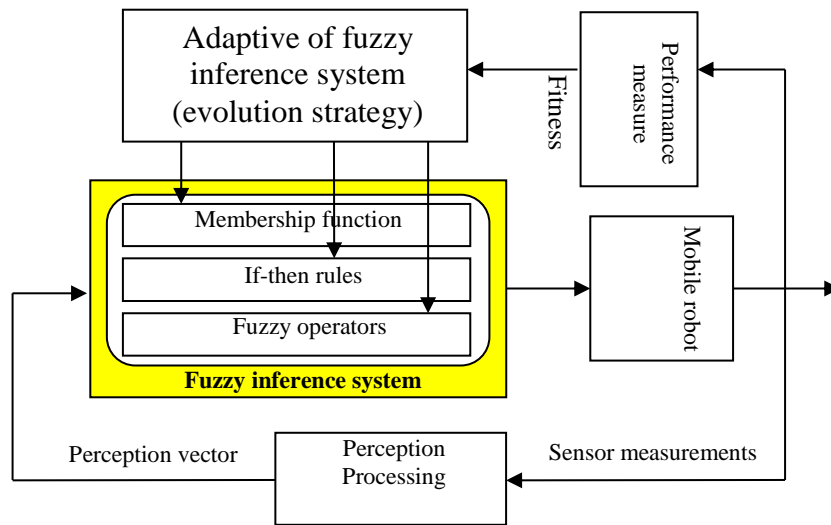 Adaptive of fuzzy
inference system
(evolution strategy)
Fitness
Performance
measure
Membership function
If-then rules
Fuzzy operators
Fuzzy inference system
Mobile robot
Perception vector
Perception
Processing
Sensor measurements